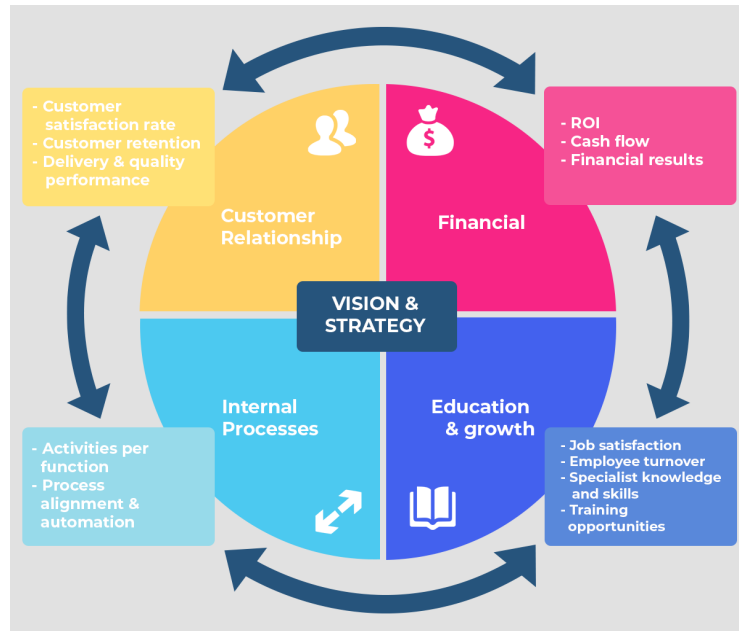 - Customer
satisfaction rate
- Customer retention
- Delivery & quality
performance
- ROI
- Cash flow
- Financial results
$
Customer
Relationship
Financial
VISION &
STRATEGY
Internal
Processes
Education
& growth
- Activities per
function
- Process
alignment &
automation
- Job satisfaction
- Employee turnover
- Specialist knowledge
and skills
- Training
opportunities